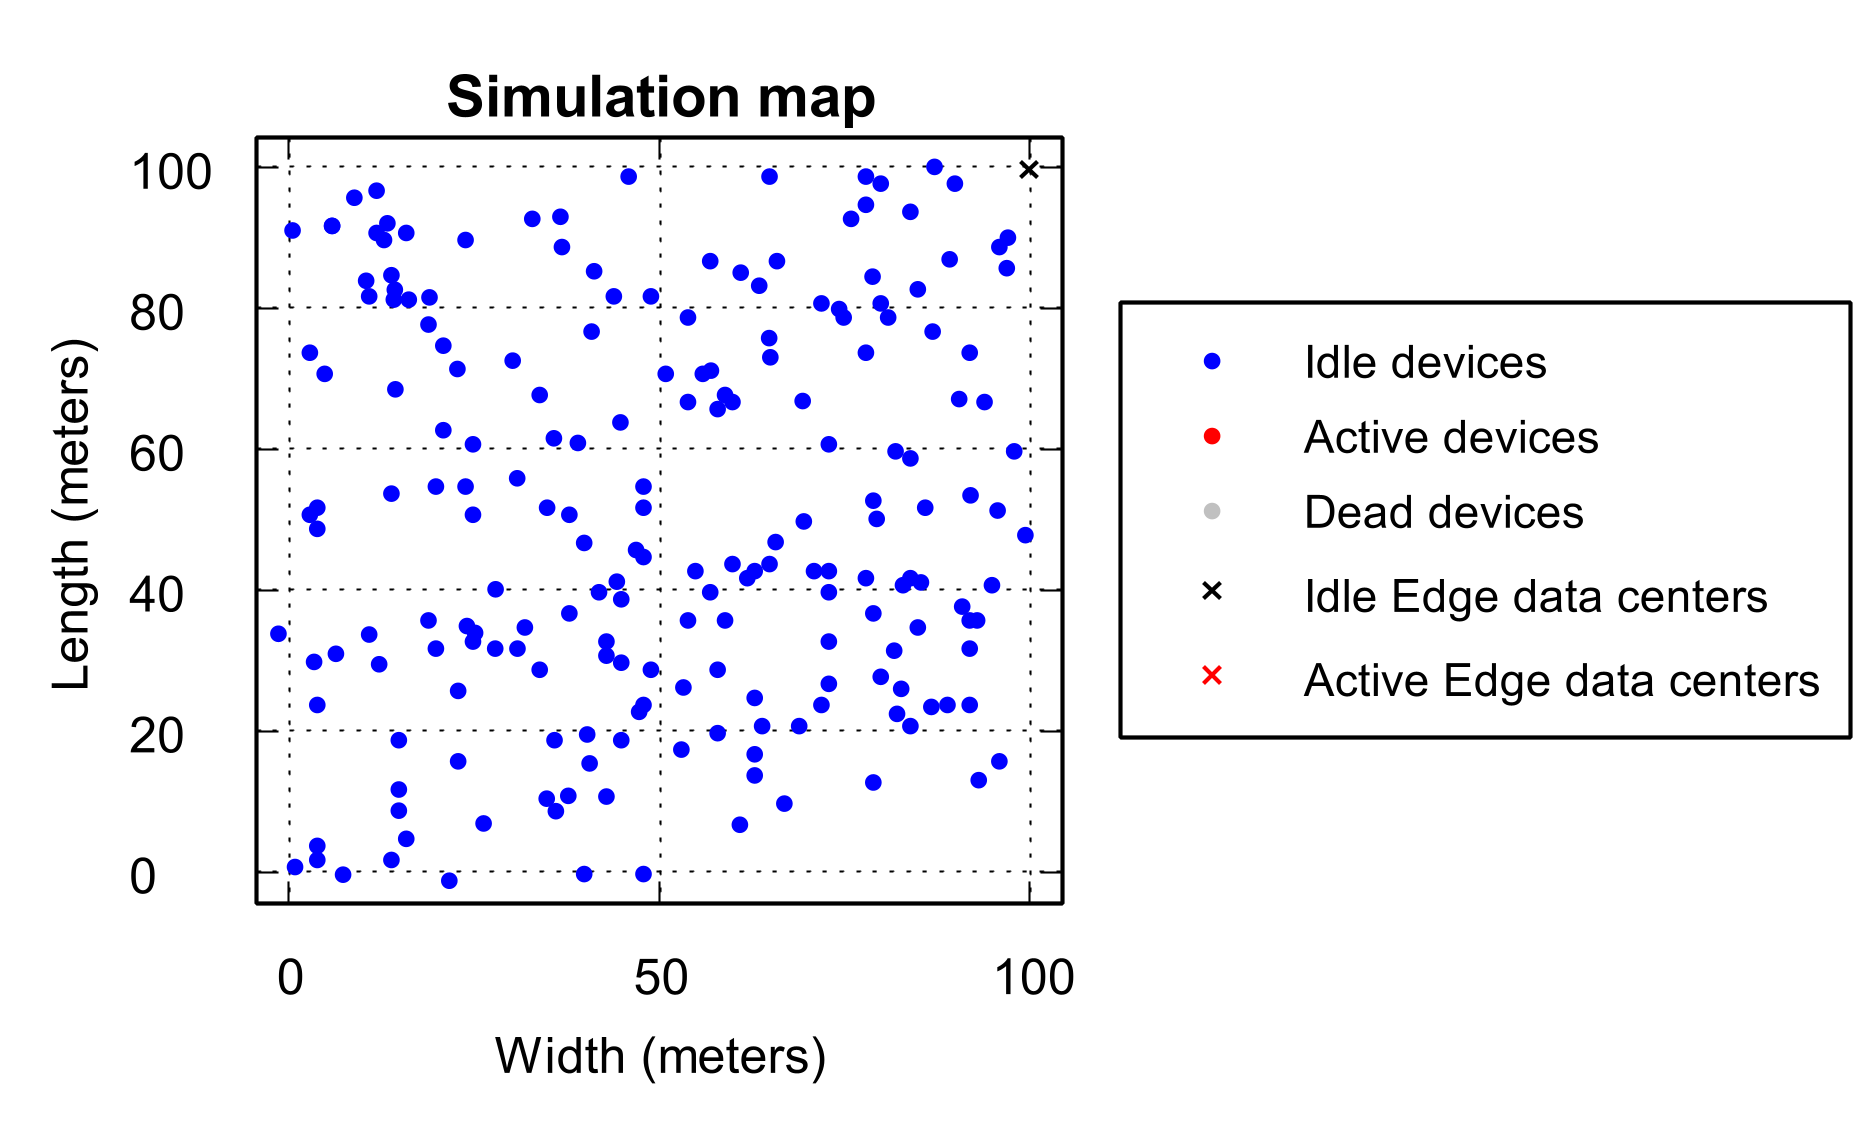 Simulation map
100
80
60
40
20
0
Length (meters)
0 50 100
Width (meters)
Idle devices
Active devices
Dead devices
Idle Edge data centers
Active Edge data centers